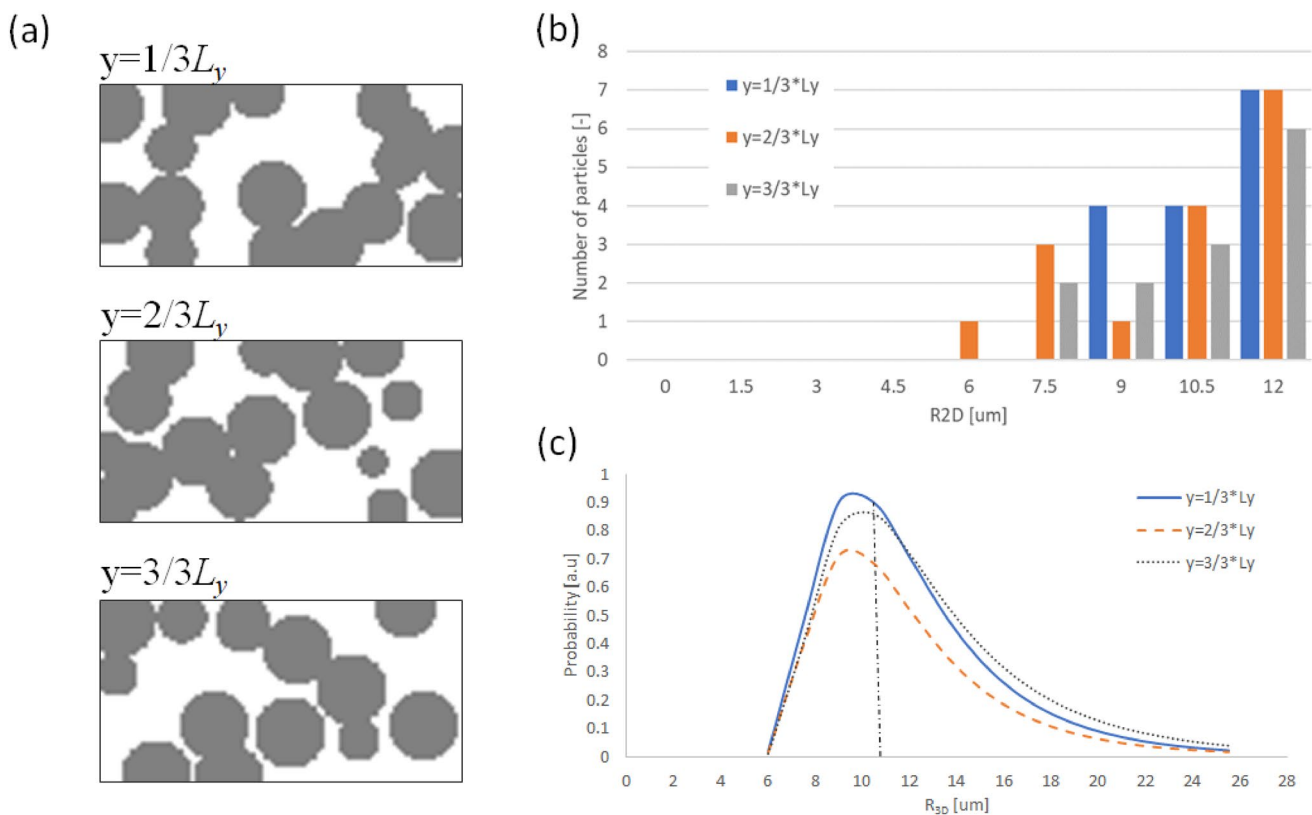 (a)
y=1/3Ly
y=2/3Ly
y=3/3Ly
(b)
8
7
6
5
4
3
2
1
0
Number of particles [-]
y=1/3*Ly
y=2/3*Ly
y=3/3*Ly
0 1.5 3 4.5 6 7.5 9 10.5 12
R2D [um]
(c)
1
0.9
0.8
0.7
0.6
0.5
0.4
0.3
0.2
0.1
0
Probability [a.u]
y=1/3*Ly
y=2/3*Ly
y=3/3*Ly
0 2 4 6 8 10 12 14 16 18 20 22 24 26 28
R3D [um]